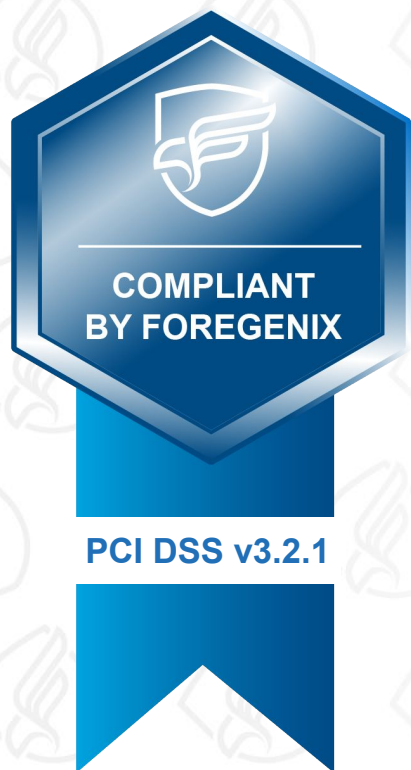 COMPLIANT
BY FOREGENIX
PCI DSS v3.2.1